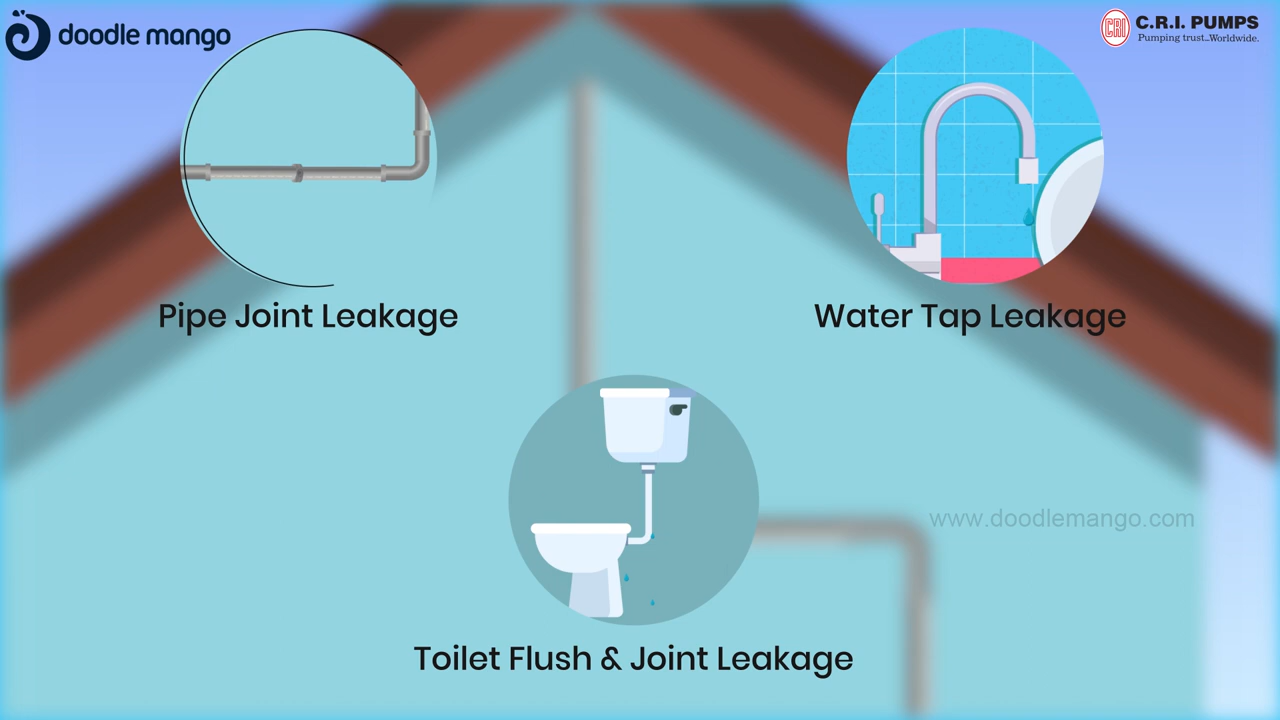 doodle mango
CRI
C.R.I. PUMPS
Pumping trust...Worldwide.
Pipe Joint Leakage
Water Tap Leakage
www.doodlemango.com
Toilet Flush & Joint Leakage